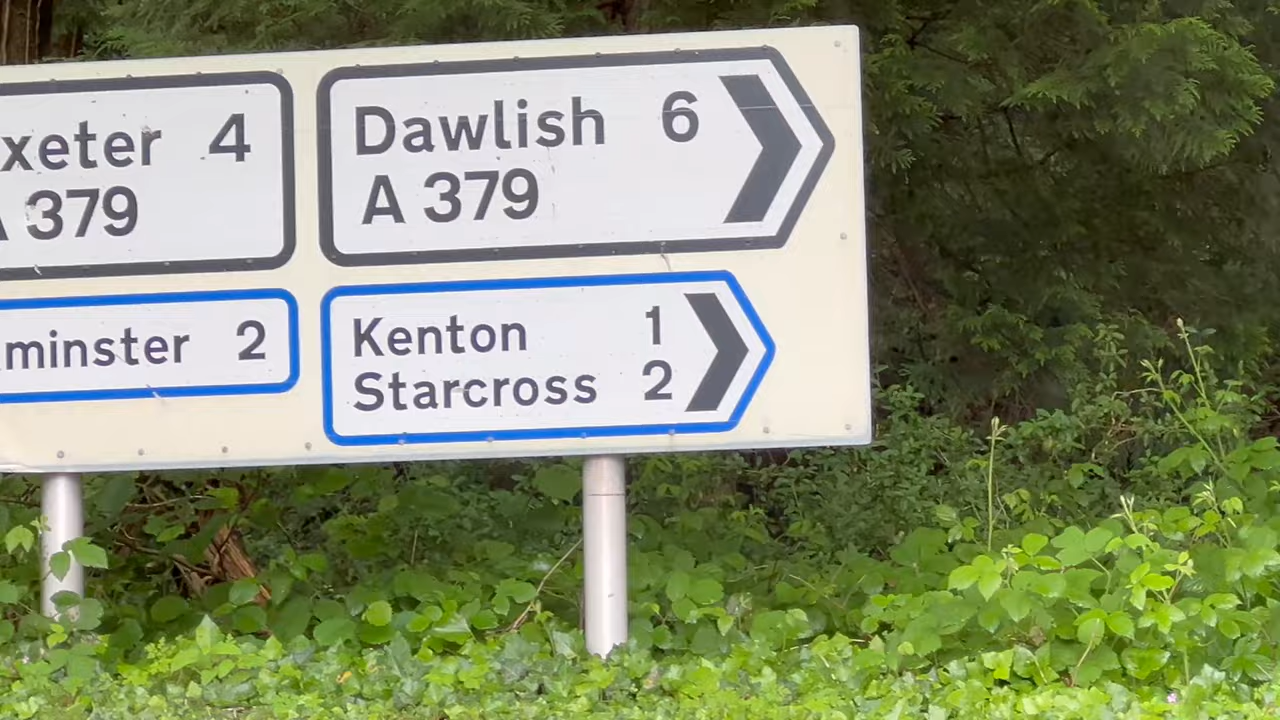 xeter 4
A 379
Dawlish 6
A 379
minster 2
Kenton 1
Starcross 2